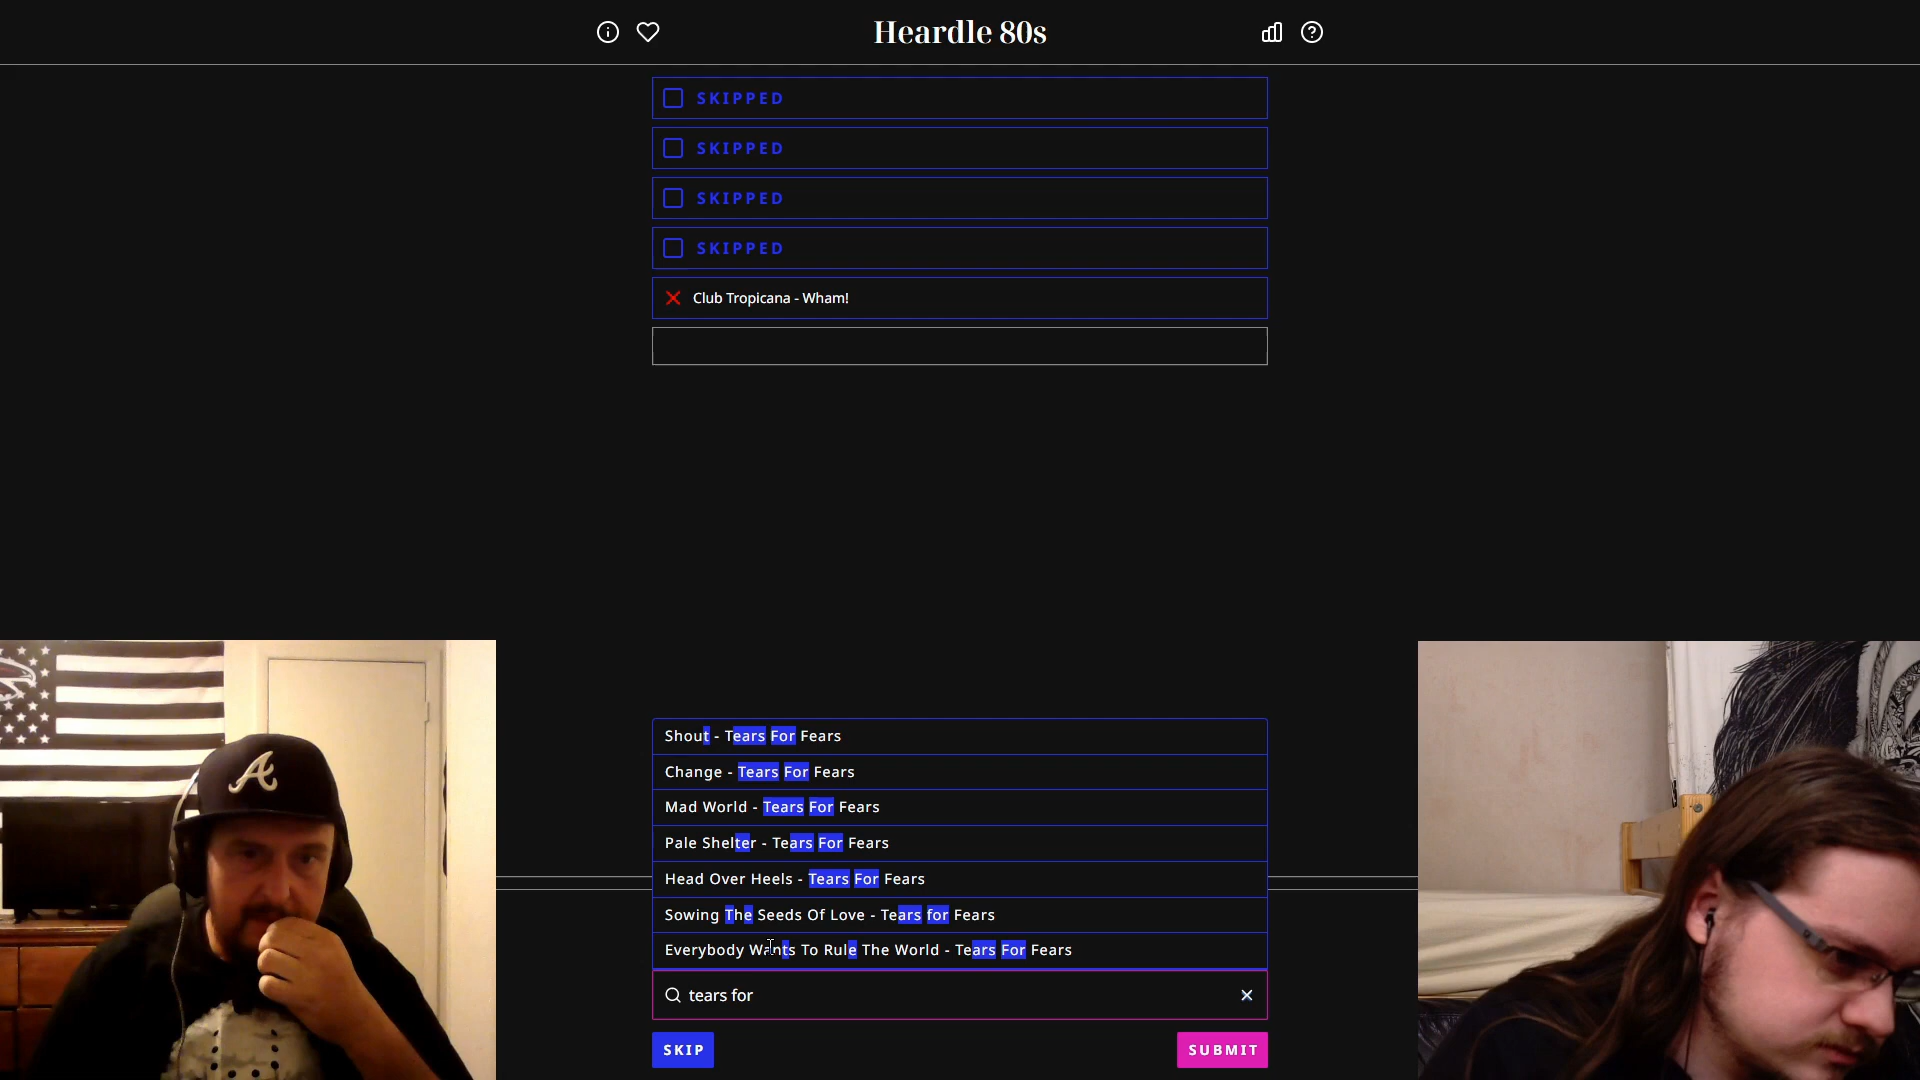 Heardle 80s
SKIPPED
SKIPPED
SKIPPED
SKIPPED
Club Tropicana - Wham!
Shout - Tears For Fears
Change - Tears For Fears
Mad World - Tears For Fears
Pale Shelter - Tears For Fears
Head Over Heels - Tears For Fears
Sowing The Seeds Of Love - Tears for Fears
Everybody Wants To Rule The World - Tears For Fears
tears for
SKIP
SUBMIT
A